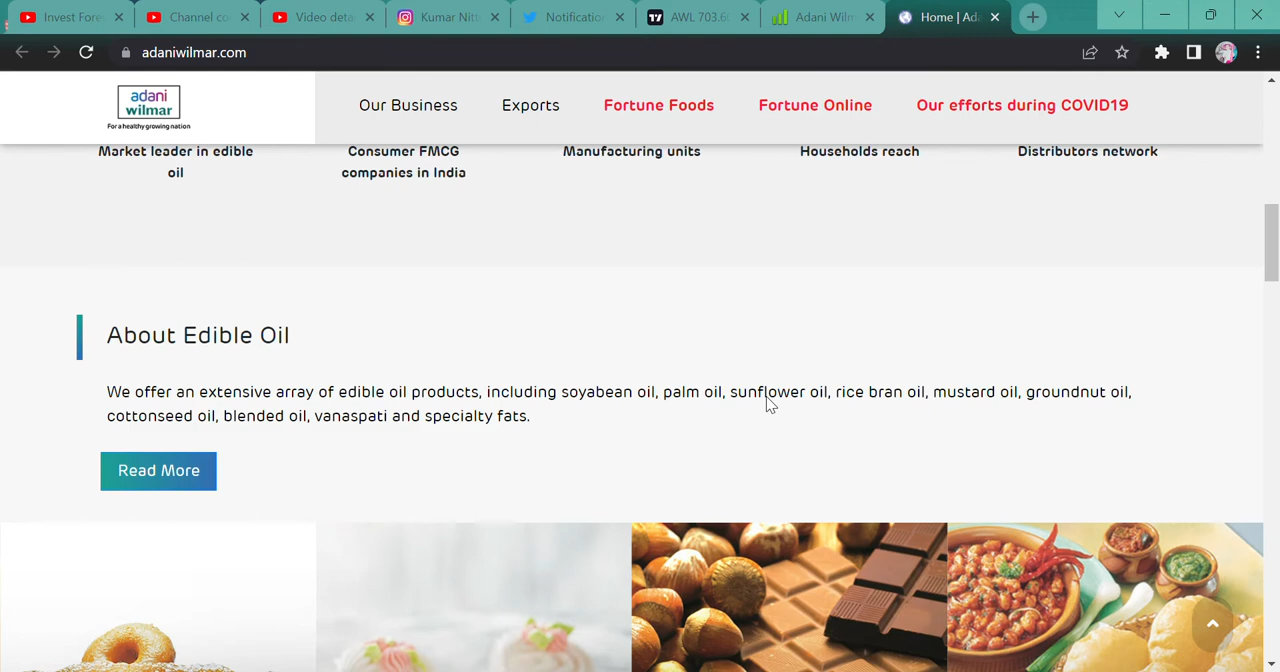 Invest Fores
Channel co
Video deta
Kumar Nitt
Notification
AWL 703.6
Adani Wilm
Home | Ada
adaniwilmar.com
adani
wilmar
For a healthy growing nation
Our Business
Exports
Fortune Foods
Fortune Online
Our efforts during COVID19
Market leader in edible
oil
Consumer FMCG
companies in India
Manufacturing units
Households reach
Distributors network
About Edible Oil
We offer an extensive array of edible oil products, including soyabean oil, palm oil, sunflower oil, rice bran oil, mustard oil, groundnut oil,
cottonseed oil, blended oil, vanaspati and specialty fats.
Read More